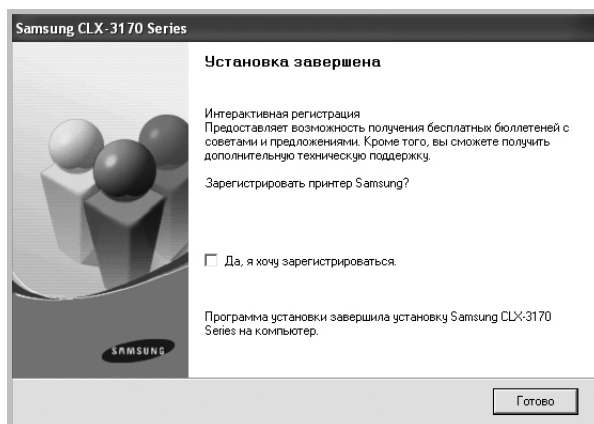 Samsung CLX-3170 Series
Установка завершена
Интерактивная регистрация
Предоставляет возможность получения бесплатных бюллетеней с
советами и предложениями. Кроме того, вы сможете получить
дополнительную техническую поддержку.
Зарегистрировать принтер Samsung?
Да, я хочу зарегистрироваться.
Программа установки завершила установку Samsung CLX-3170
Series на компьютер.
SAMSUNG
Готово